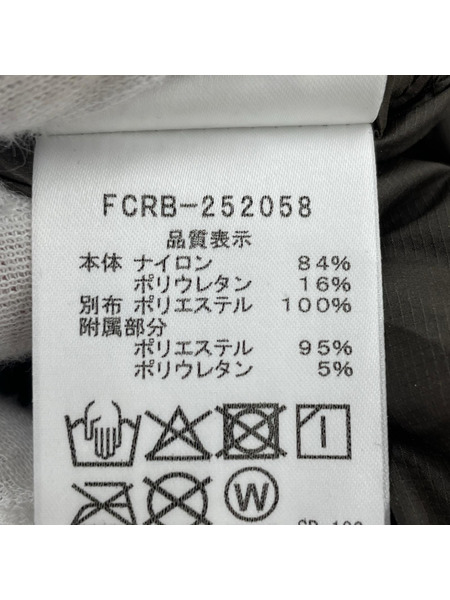 FCRB-252058
品質表示
本体 ナイロン 84%
ポリウレタン 16%
別布 ポリエステル 100%
附属部分
ポリエステル 95%
ポリウレタン 5%
W